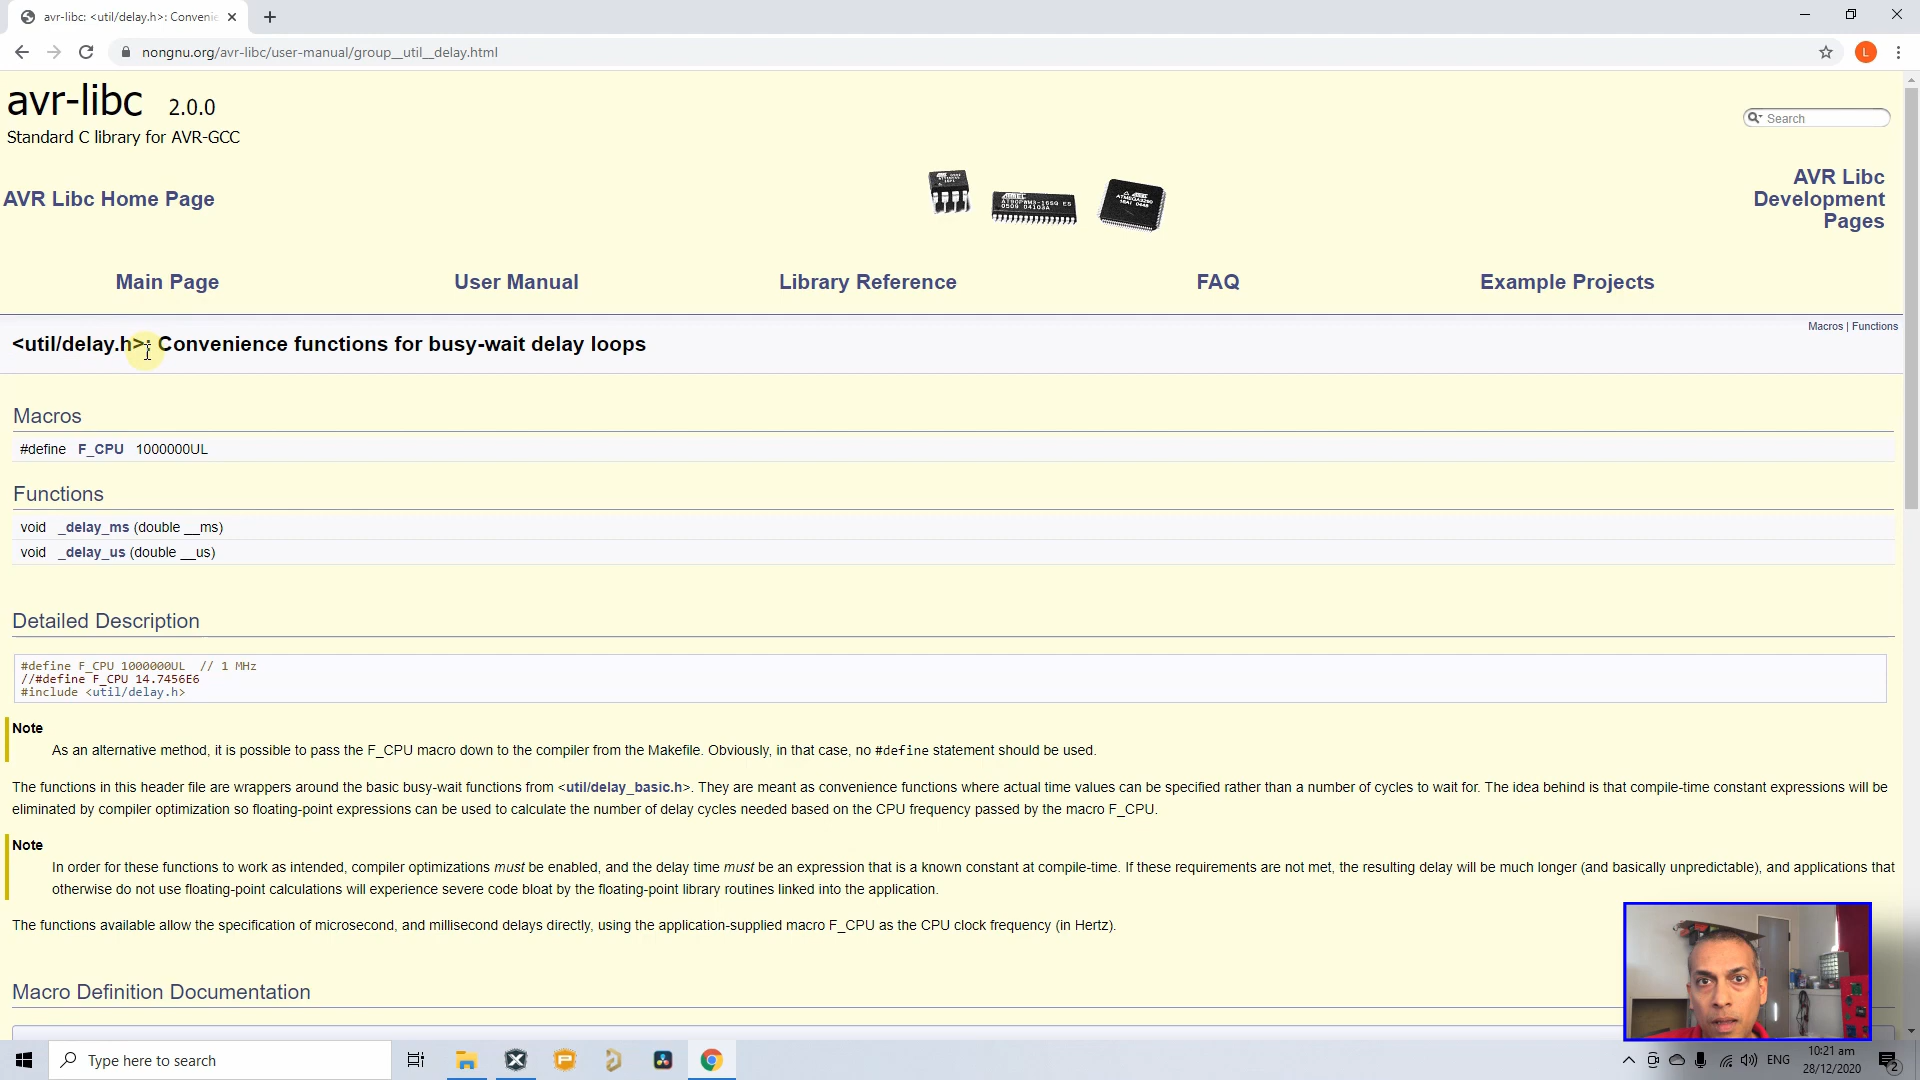 avr-libc: <util/delay.h>: Convenie
nongnu.org/avr-libc/user-manual/group__util__delay.html
L
avr-libc 2.0.0
Standard C library for AVR-GCC
Search
AVR Libc Home Page
AVR Libc
Development
Pages
Main Page User Manual Library Reference FAQ Example Projects
Macros | Functions
<util/delay.h>: Convenience functions for busy-wait delay loops
Macros
#define F_CPU 1000000UL
Functions
void _delay_ms (double __ms)
void _delay_us (double __us)
Detailed Description
#define F_CPU 1000000UL // 1 MHz
//#define F_CPU 14.7456E6
#include <util/delay.h>
Note
As an alternative method, it is possible to pass the F_CPU macro down to the compiler from the Makefile. Obviously, in that case, no #define statement should be used.
The functions in this header file are wrappers around the basic busy-wait functions from <util/delay_basic.h>. They are meant as convenience functions where actual time values can be specified rather than a number of cycles to wait for. The idea behind is that compile-time constant expressions will be
eliminated by compiler optimization so floating-point expressions can be used to calculate the number of delay cycles needed based on the CPU frequency passed by the macro F_CPU.
Note
In order for these functions to work as intended, compiler optimizations must be enabled, and the delay time must be an expression that is a known constant at compile-time. If these requirements are not met, the resulting delay will be much longer (and basically unpredictable), and applications that
otherwise do not use floating-point calculations will experience severe code bloat by the floating-point library routines linked into the application.
The functions available allow the specification of microsecond, and millisecond delays directly, using the application-supplied macro F_CPU as the CPU clock frequency (in Hertz).
Macro Definition Documentation
Type here to search
ENG
10:21 am
28/12/2020
2